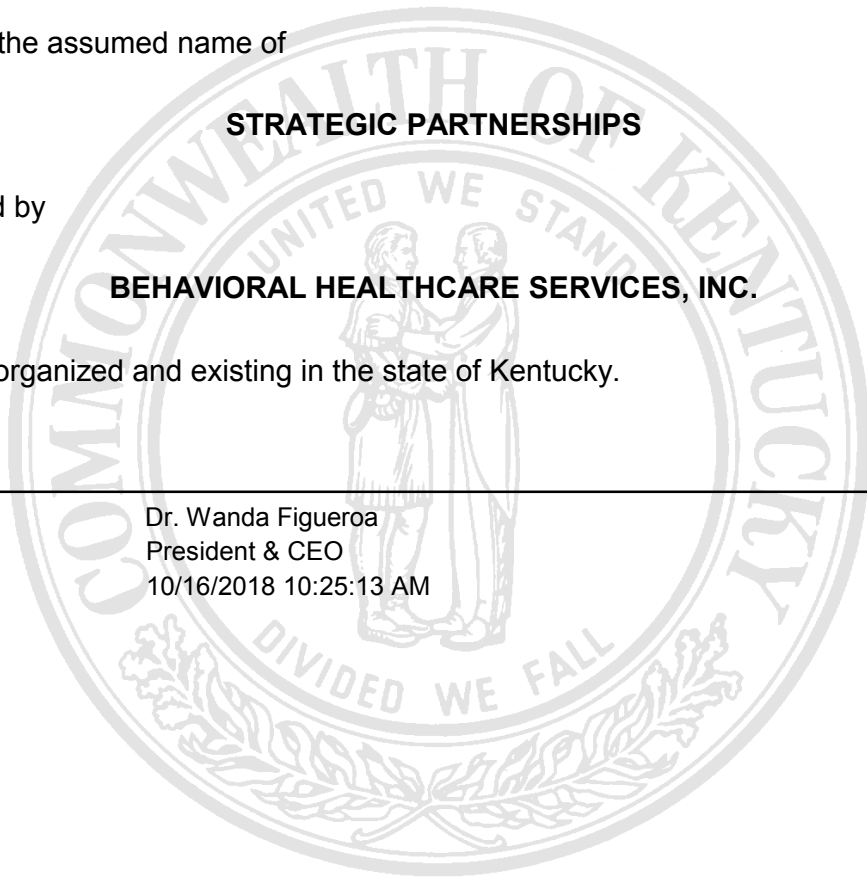 the assumed name of
STRATEGIC PARTNERSHIPS
d by
BEHAVIORAL HEALTHCARE SERVICES, INC.
organized and existing in the state of Kentucky.
Dr. Wanda Figueroa
President & CEO
10/16/2018 10:25:13 AM
COMMONWEALTH OF KENTUCKY
UNITED WE STAND
DIVIDED WE FALL